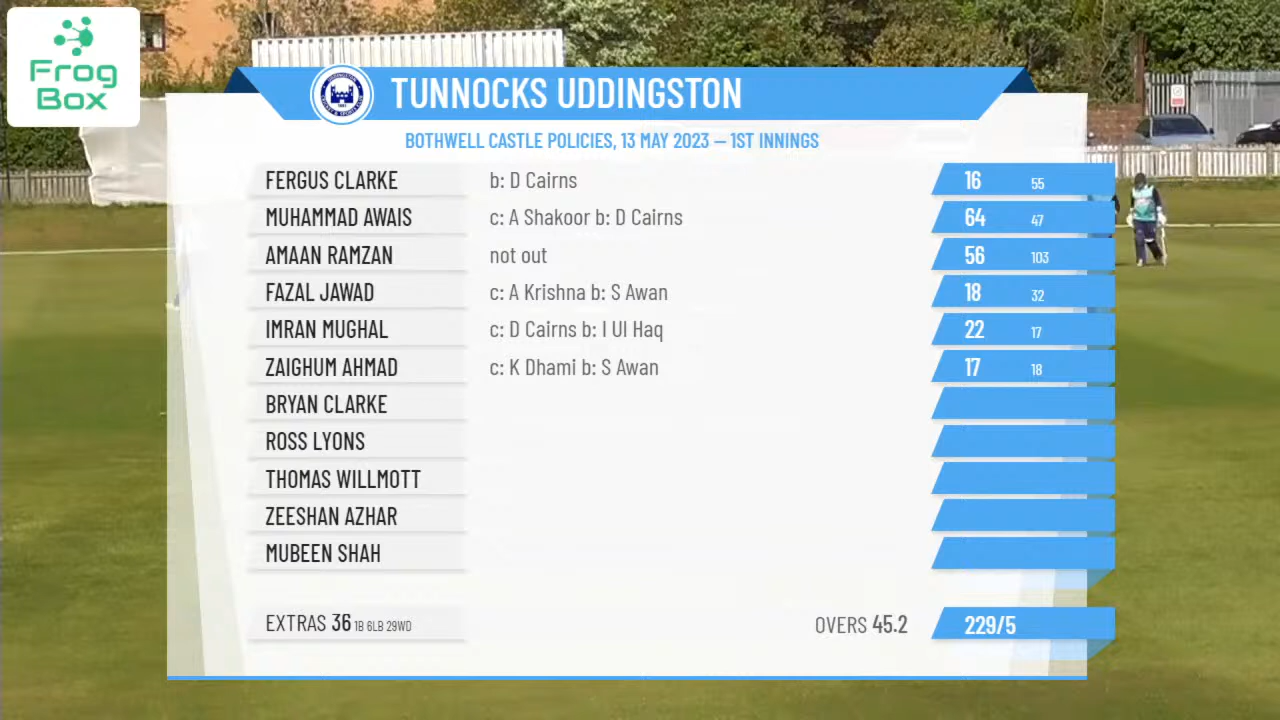 Frog
Box
TUNNOCKS UDDINGSTON
BOTHWELL CASTLE POLICIES, 13 MAY 2023 – 1ST INNINGS
FERGUS CLARKE b: D Cairns 16 55
MUHAMMAD AWAIS c: A Shakoor b: D Cairns 64 47
AMAAN RAMZAN not out 56 103
FAZAL JAWAD c: A Krishna b: S Awan 18 32
IMRAN MUGHAL c: D Cairns b: I Ul Haq 22 17
ZAIGHUM AHMAD c: K Dhami b: S Awan 17 18
BRYAN CLARKE
ROSS LYONS
THOMAS WILLMOTT
ZEESHAN AZHAR
MUBEEN SHAH
EXTRAS 36 1B 6LB 29WD OVERS 45.2 229/5